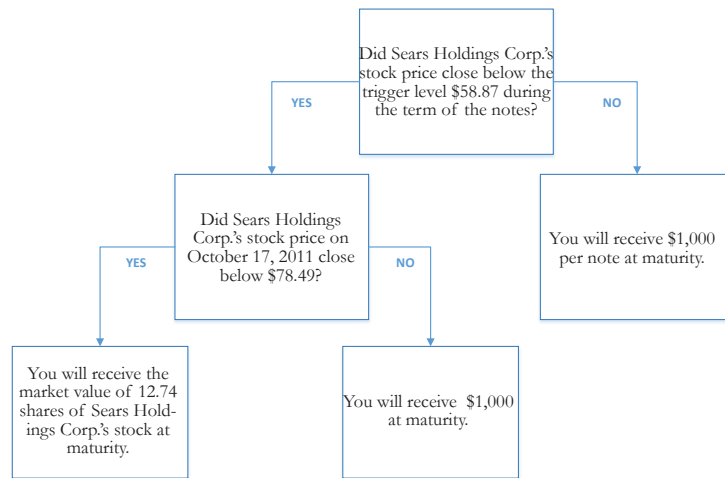 Did Sears Holdings Corp.'s
stock price close below the
trigger level $58.87 during
the term of the notes?
YES
NO
Did Sears Holdings
Corp.'s stock price on
October 17, 2011 close
below $78.49?
You will receive $1,000
per note at maturity.
YES
NO
You will receive the
market value of 12.74
shares of Sears Hold-
ings Corp.'s stock at
maturity.
You will receive $1,000
at maturity.